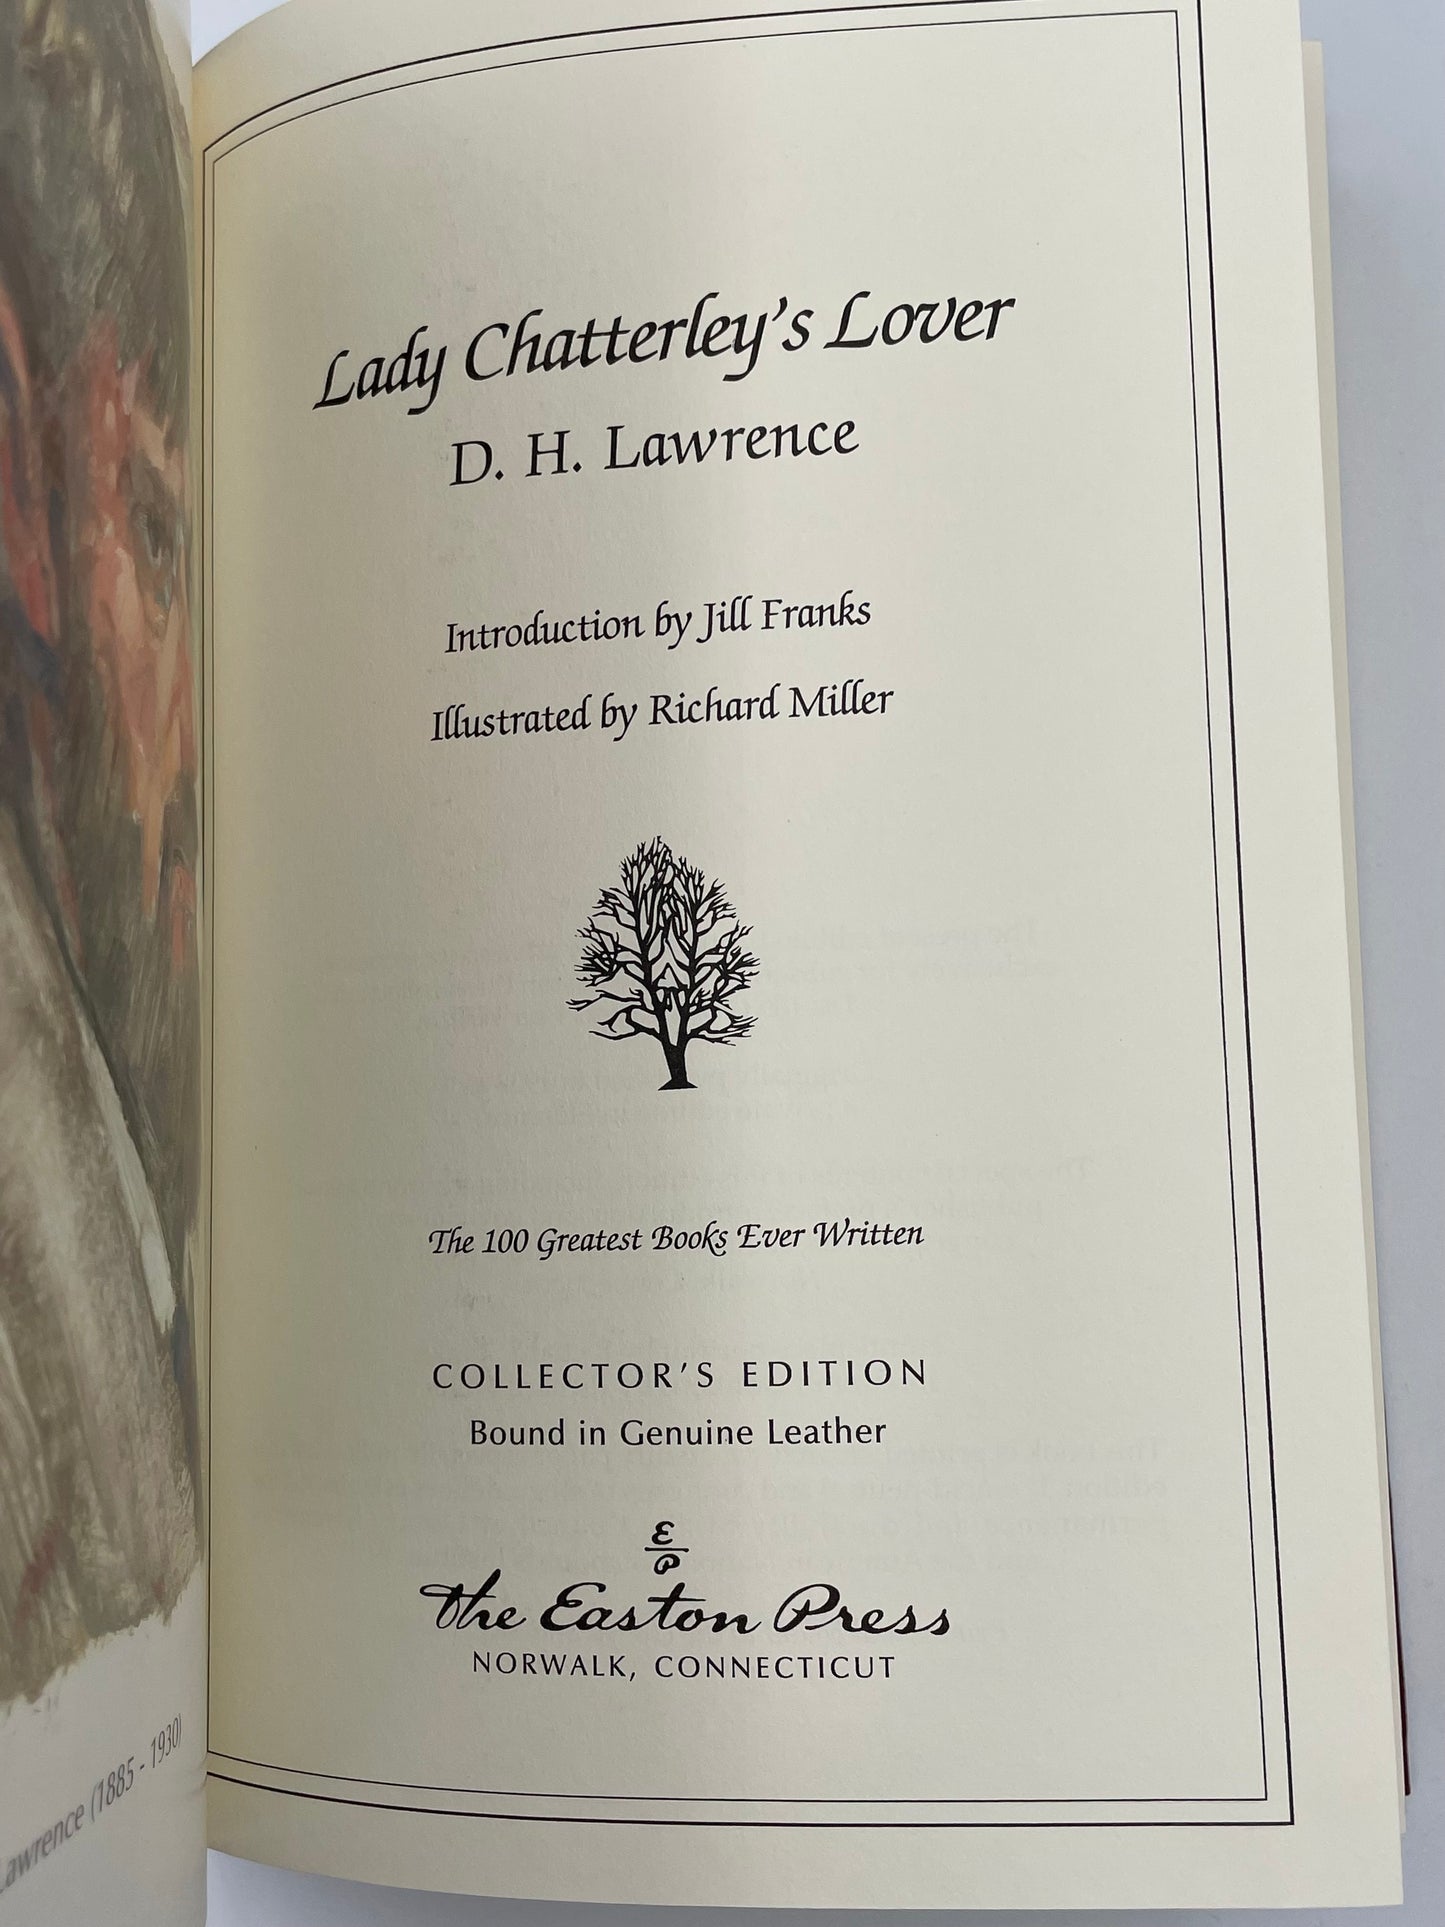 Lady Chatterley's Lover
D. H. Lawrence
Introduction by Jill Franks
Illustrated by Richard Miller
The 100 Greatest Books Ever Written
COLLECTOR'S EDITION
Bound in Genuine Leather
E
P
The Easton Press
NORWALK, CONNECTICUT
Lawrence (1885 - 1930)